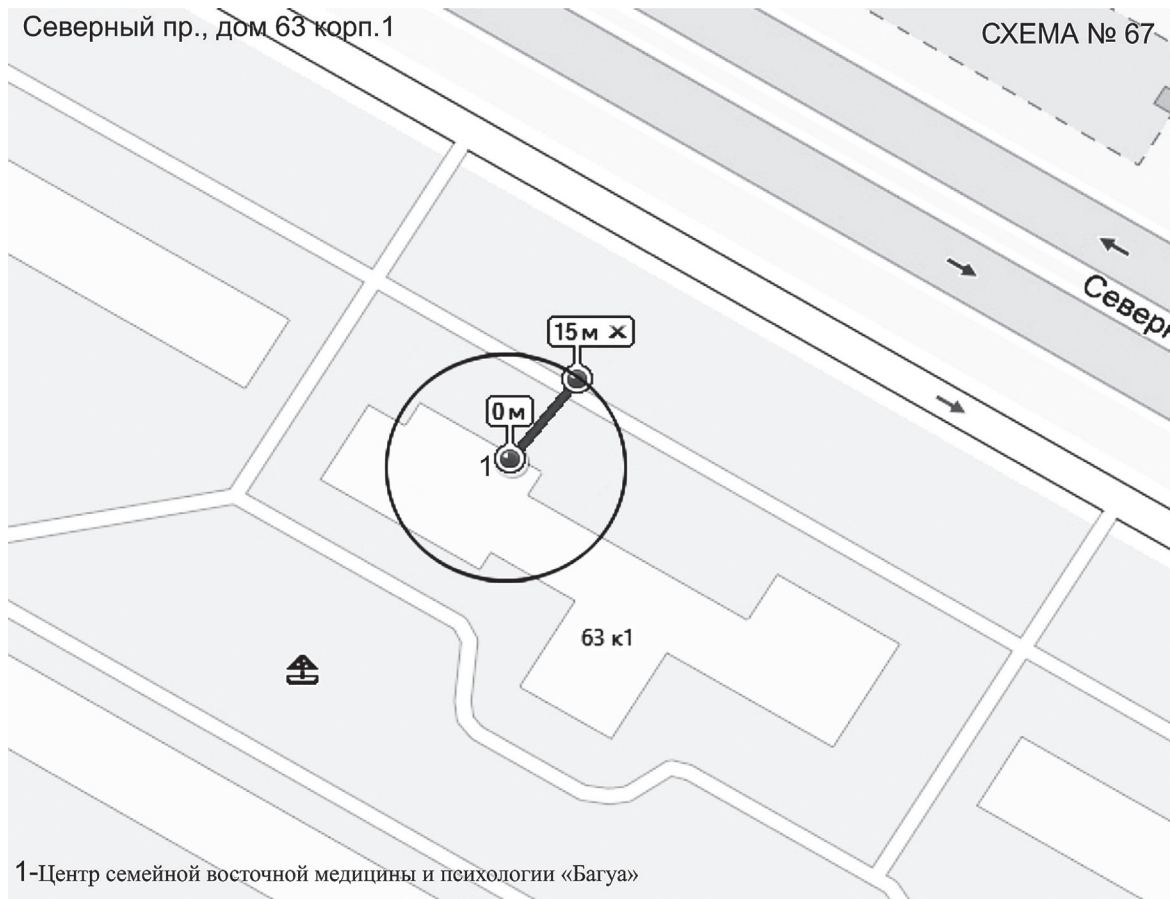 Северный пр., дом 63 корп.1
СХЕМА № 67
Северн
15 м
0 м
1
63 к1
1-Центр семейной восточной медицины и психологии «Багуа»